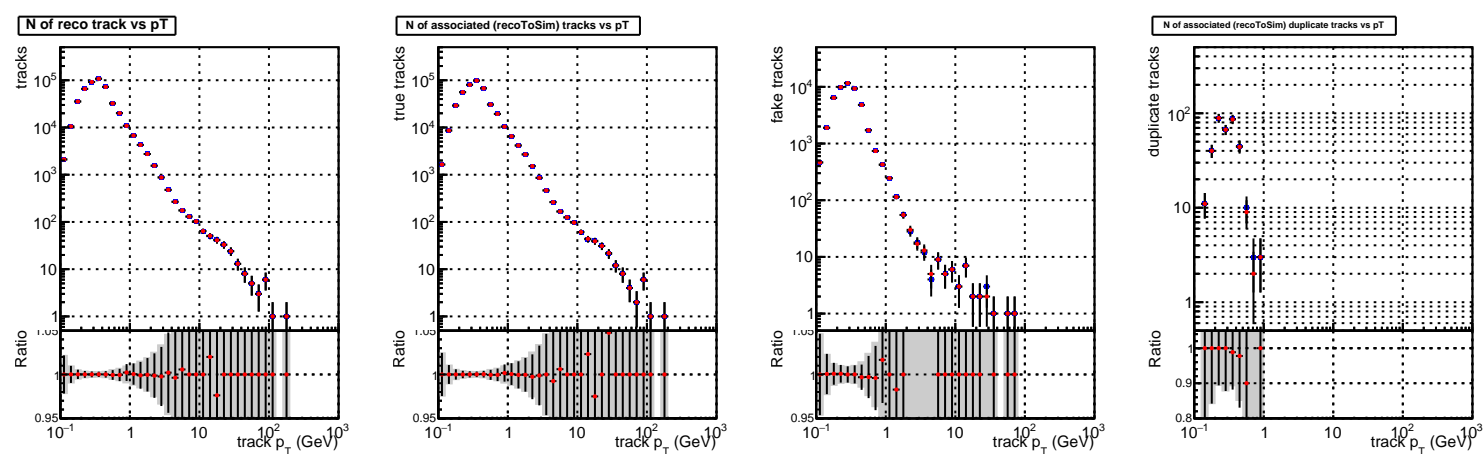 N of reco track vs pT
tracks
10^5
10^4
10^3
10^2
10
1
Ratio
1.05
1
0.95
10^-1 1 10 10^2 10^3
track p_T (GeV)
N of associated (recoToSim) tracks vs pT
true tracks
10^5
10^4
10^3
10^2
10
1
Ratio
1.05
1
0.95
10^-1 1 10 10^2 10^3
track p_T (GeV)
fake tracks
10^4
10^3
10^2
10
1
Ratio
1.05
1
0.95
10^-1 1 10 10^2 10^3
track p_T (GeV)
N of associated (recoToSim) duplicate tracks vs pT
duplicate tracks
10^2
10
1
Ratio
1
0.9
0.8
10^-1 1 10 10^2 10^3
track p_T (GeV)